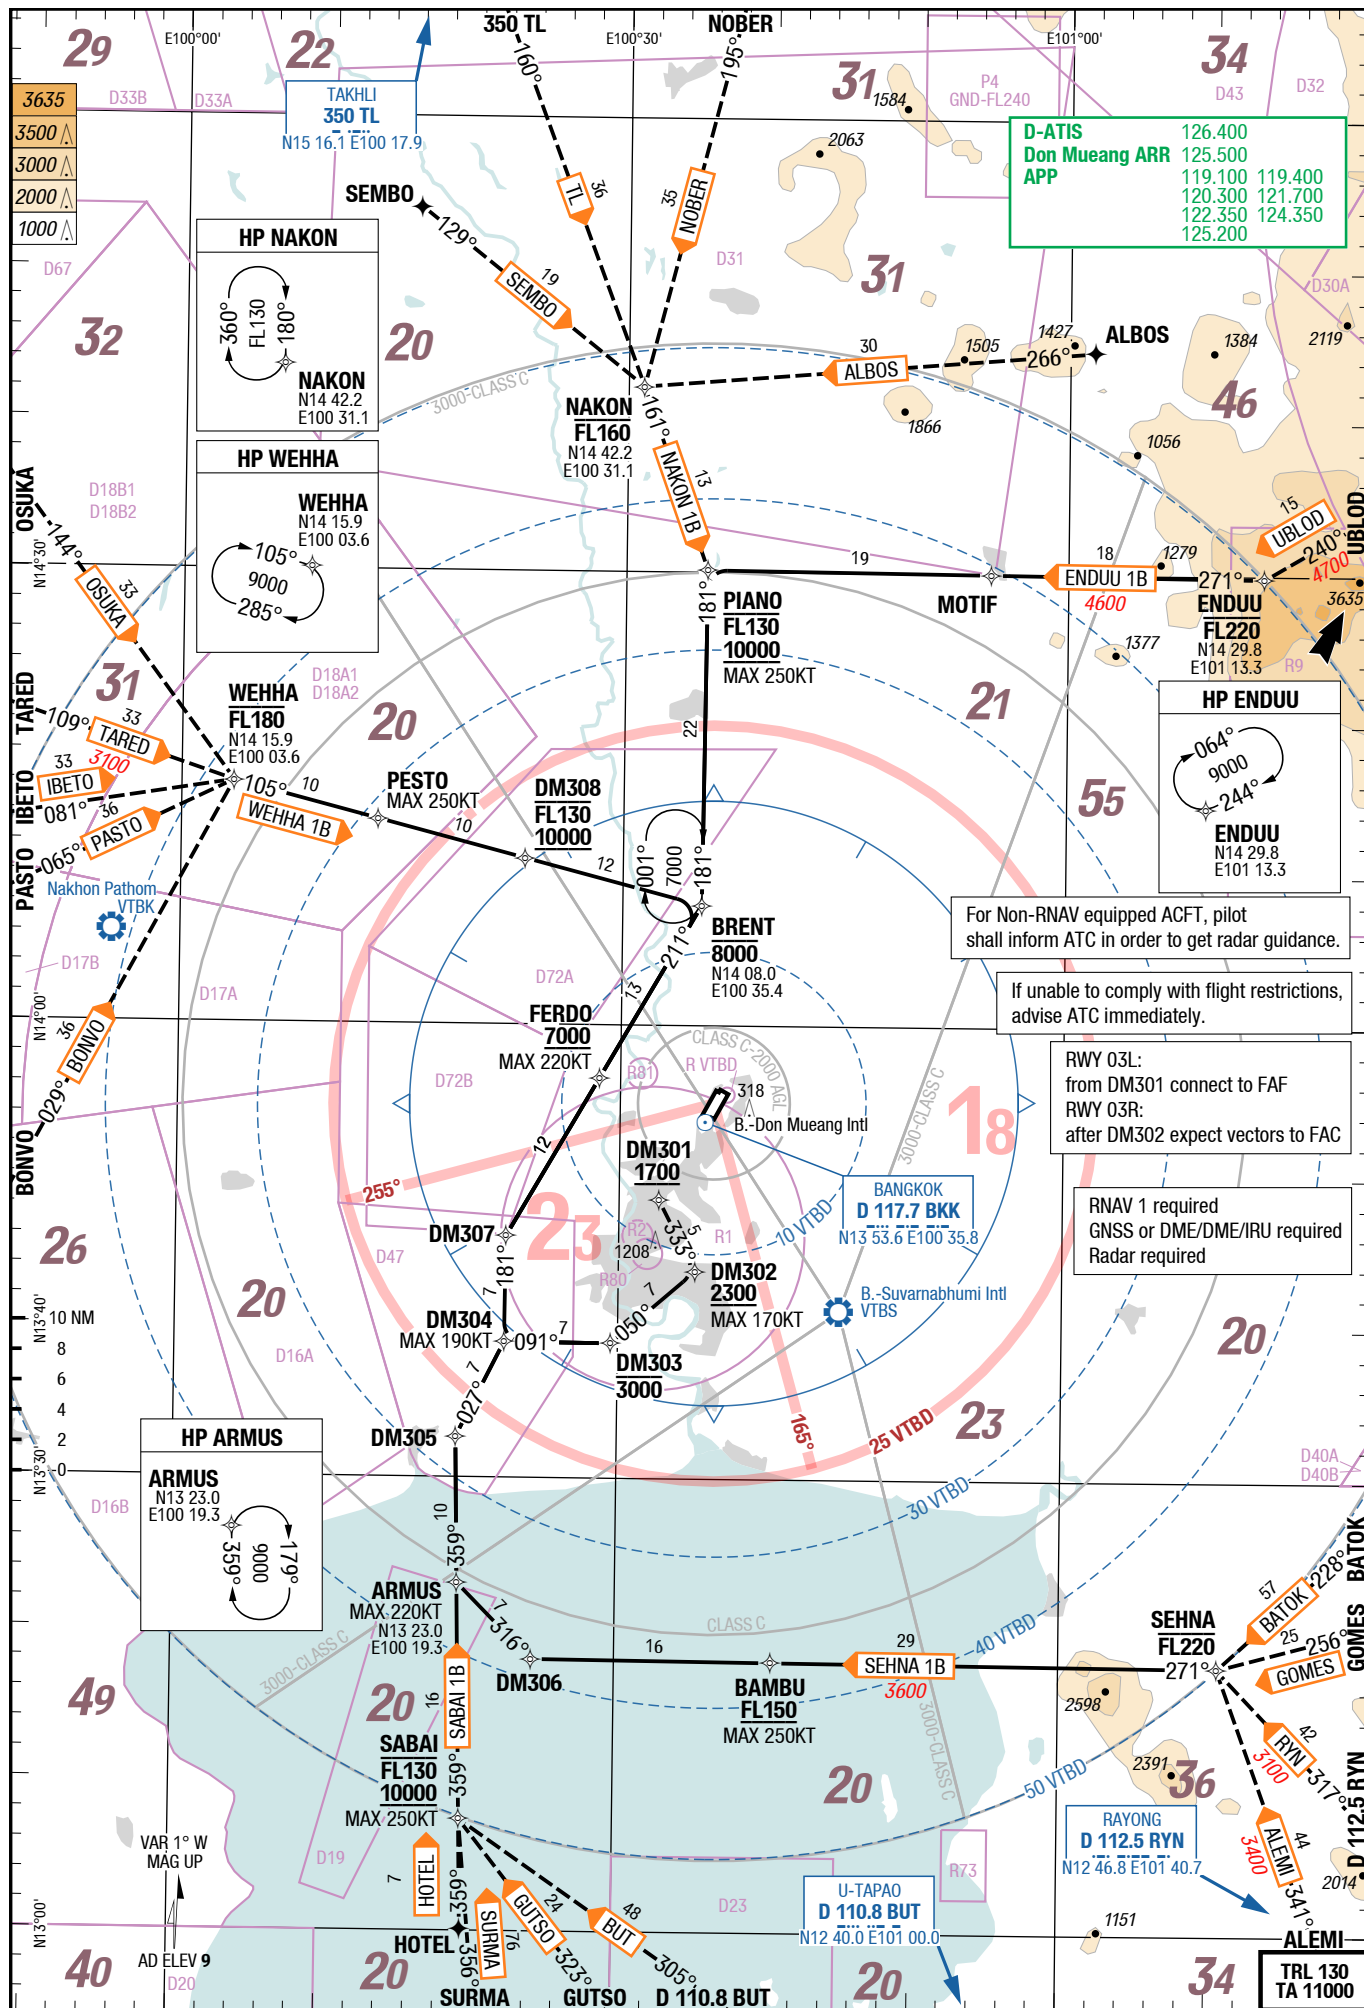 350 TL
NOBER
E100°00'
E100°30'
E101°00'
29
22
31
34
D33B
D33A
TAKHLI
350 TL
N15 16.1 E100 17.9
160°
195°
36
TL
35
NOBER
P4
GND-FL240
D43
D32
1584
2063
3635
3500
3000
2000
1000
D-ATIS 126.400
Don Mueang ARR 125.500
APP 119.100 119.400
120.300 121.700
122.350 124.350
125.200
SEMBO
129°
19
SEMBO
D67
32
HP NAKON
360°
FL130
180°
NAKON
N14 42.2
E100 31.1
20
D31
31
D30A
2119
1384
1427
1505
ALBOS
266°
30
ALBOS
46
1866
1056
3000-CLASS C
NAKON
FL160
N14 42.2
E100 31.1
161°
13
NAKON 1B
HP WEHHA
WEHHA
N14 15.9
E100 03.6
105°
9000
285°
OSUKA
D18B1
D18B2
144°
33
OSUKA
N14°30'
15
UBLOD
240°
4700
UBLOD
19
18
ENDUU 1B
4600
1279
271°
ENDUU
FL220
N14 29.8
E101 13.3
3635
MOTIF
181°
PIANO
FL130
10000
MAX 250KT
1377
R9
31
D18A1
D18A2
20
21
HP ENDUU
064°
9000
244°
ENDUU
N14 29.8
E101 13.3
WEHHA
FL180
N14 15.9
E100 03.6
TARED
109°
33
TARED
3100
IBETO
33
IBETO
081°
PASTO
36
PASTO
065°
105°
10
WEHHA 1B
PESTO
MAX 250KT
10
DM308
FL130
10000
12
22
55
001°
7000
181°
Nakhon Pathom
VTBK
D17B
D17A
BRENT
8000
N14 08.0
E100 35.4
211°
13
D72A
For Non-RNAV equipped ACFT, pilot
shall inform ATC in order to get radar guidance.
If unable to comply with flight restrictions,
advise ATC immediately.
N14°00'
36
BONVO
029°
BONVO
FERDO
7000
MAX 220KT
D72B
R81
R VTBD
CLASS C-2000 AGL
318
B.-Don Mueang Intl
3000-CLASS C
18
RWY 03L:
from DM301 connect to FAF
RWY 03R:
after DM302 expect vectors to FAC
12
DM301
1700
255°
23
BANGKOK
D 117.7 BKK
N13 53.6 E100 35.8
RNAV 1 required
GNSS or DME/DME/IRU required
Radar required
26
DM307
D47
5
333°
R2
1208
R1
10 VTBD
R80
DM302
2300
MAX 170KT
B.-Suvarnabhumi Intl
VTBS
181°
7
20
N13°40'
10 NM
8
6
4
2
0
DM304
MAX 190KT
091°
7
050°
7
DM303
3000
D16A
20
7
027°
DM305
165°
25 VTBD
23
N13°30'
D40A
D40B
HP ARMUS
ARMUS
N13 23.0
E100 19.3
359°
9000
179°
D16B
30 VTBD
10
359°
ARMUS
MAX 220KT
N13 23.0
E100 19.3
7
316°
DM306
3000-CLASS C
CLASS C
40 VTBD
16
BAMBU
FL150
MAX 250KT
29
SEHNA 1B
3600
3000-CLASS C
SEHNA
FL220
271°
57
BATOK
228°
BATOK
25
256°
GOMES
GOMES
49
20
16
SABAI 1B
SABAI
FL130
10000
MAX 250KT
359°
2598
2391
36
42
RYN
3100
317°
D 112.5 RYN
20
50 VTBD
RAYONG
D 112.5 RYN
N12 46.8 E101 40.7
44
ALEMI
3400
341°
ALEMI
2014
VAR 1° W
MAG UP
D19
7
HOTEL
359°
HOTEL
76
SURMA
356°
SURMA
24
GUTSO
323°
GUTSO
48
BUT
305°
D 110.8 BUT
D23
R73
U-TAPAO
D 110.8 BUT
N12 40.0 E101 00.0
1151
N13°00'
AD ELEV 9
40
D20
20
20
34
TRL 130
TA 11000